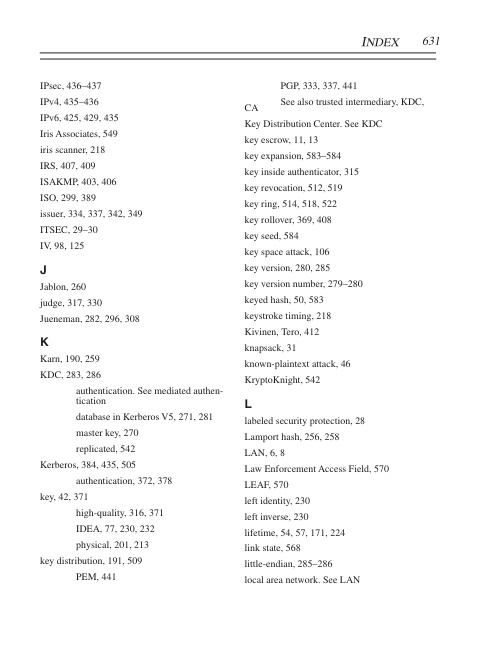 INDEX 631
IPsec, 436–437
IPv4, 435–436
IPv6, 425, 429, 435
Iris Associates, 549
iris scanner, 218
IRS, 407, 409
ISAKMP, 403, 406
ISO, 299, 389
issuer, 334, 337, 342, 349
ITSEC, 29–30
IV, 98, 125
J
Jablon, 260
judge, 317, 330
Jueneman, 282, 296, 308
K
Karn, 190, 259
KDC, 283, 286
authentication. See mediated authen-
tication
database in Kerberos V5, 271, 281
master key, 270
replicated, 542
Kerberos, 384, 435, 505
authentication, 372, 378
key, 42, 371
high-quality, 316, 371
IDEA, 77, 230, 232
physical, 201, 213
key distribution, 191, 509
PEM, 441
PGP, 333, 337, 441
See also trusted intermediary, KDC,
CA
Key Distribution Center. See KDC
key escrow, 11, 13
key expansion, 583–584
key inside authenticator, 315
key revocation, 512, 519
key ring, 514, 518, 522
key rollover, 369, 408
key seed, 584
key space attack, 106
key version, 280, 285
key version number, 279–280
keyed hash, 50, 583
keystroke timing, 218
Kivinen, Tero, 412
knapsack, 31
known-plaintext attack, 46
KryptoKnight, 542
L
labeled security protection, 28
Lamport hash, 256, 258
LAN, 6, 8
Law Enforcement Access Field, 570
LEAF, 570
left identity, 230
left inverse, 230
lifetime, 54, 57, 171, 224
link state, 568
little-endian, 285–286
local area network. See LAN